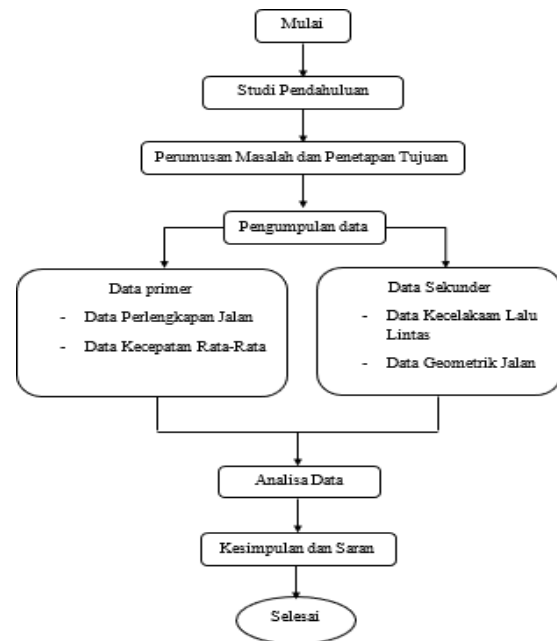 Mulai
Studi Pendahuluan
Perumusan Masalah dan Penetapan Tujuan
Pengumpulan data
Data primer
- Data Perlengkapan Jalan
- Data Kecepatan Rata-Rata
Data Sekunder
- Data Kecelakaan Lalu
Lintas
- Data Geometrik Jalan
Analisa Data
Kesimpulan dan Saran
Selesai